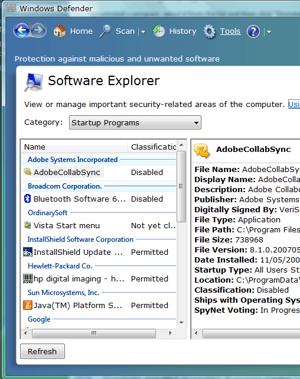 Windows Defender
Home Scan History Tools
Protection against malicious and unwanted software
Software Explorer
View or manage important security-related areas of the computer.
Category: Startup Programs
Name Classificatio
Adobe Systems Incorporated
AdobeCollabSync Disabled
Broadcom Corporation.
Bluetooth Software 6... Disabled
OrdinarySoft
Vista Start menu Not yet cl...
InstallShield Software Corporation
InstallShield Update ... Permitted
Hewlett-Packard Co.
hp digital imaging - h... Permitted
Sun Microsystems, Inc.
Java(TM) Platform S... Permitted
Google
AdobeCollabSync
File Name: AdobeCollabSync
Display Name: AdobeColla
Description: Adobe Collabo
Publisher: Adobe Systems
Digitally Signed By: VeriS
File Type: Application
File Path: C:\Program Files
File Size: 738968
File Version: 8.1.0.200705
Date Installed: 11/05/200
Startup Type: All Users St
Location: C:\ProgramData\
Classification: Disabled
Ships with Operating Sys
SpyNet Voting: In Progress
Refresh